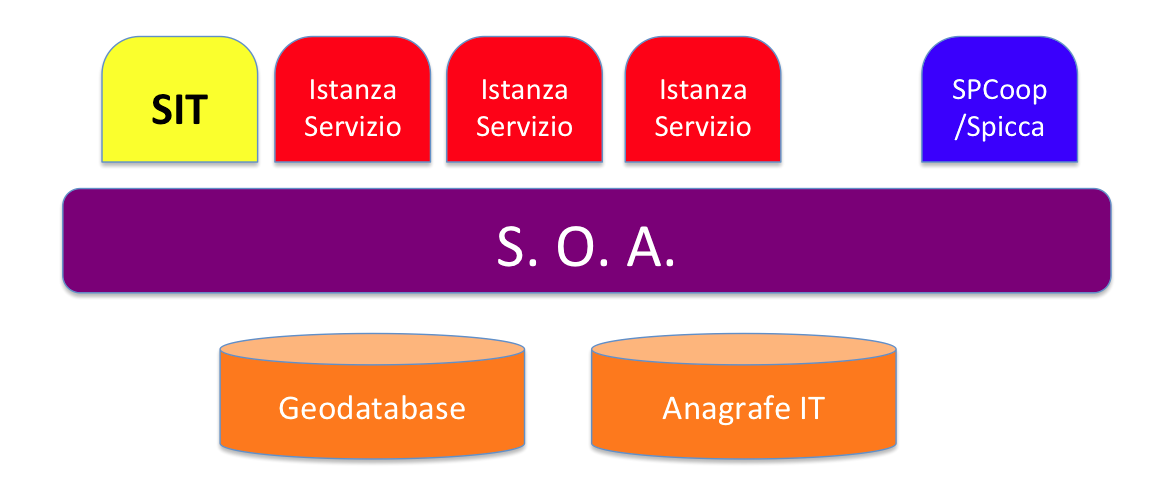 SIT
Istanza
Servizio
Istanza
Servizio
Istanza
Servizio
SPCoop
/Spicca
S. O. A.
Geodatabase
Anagrafe IT